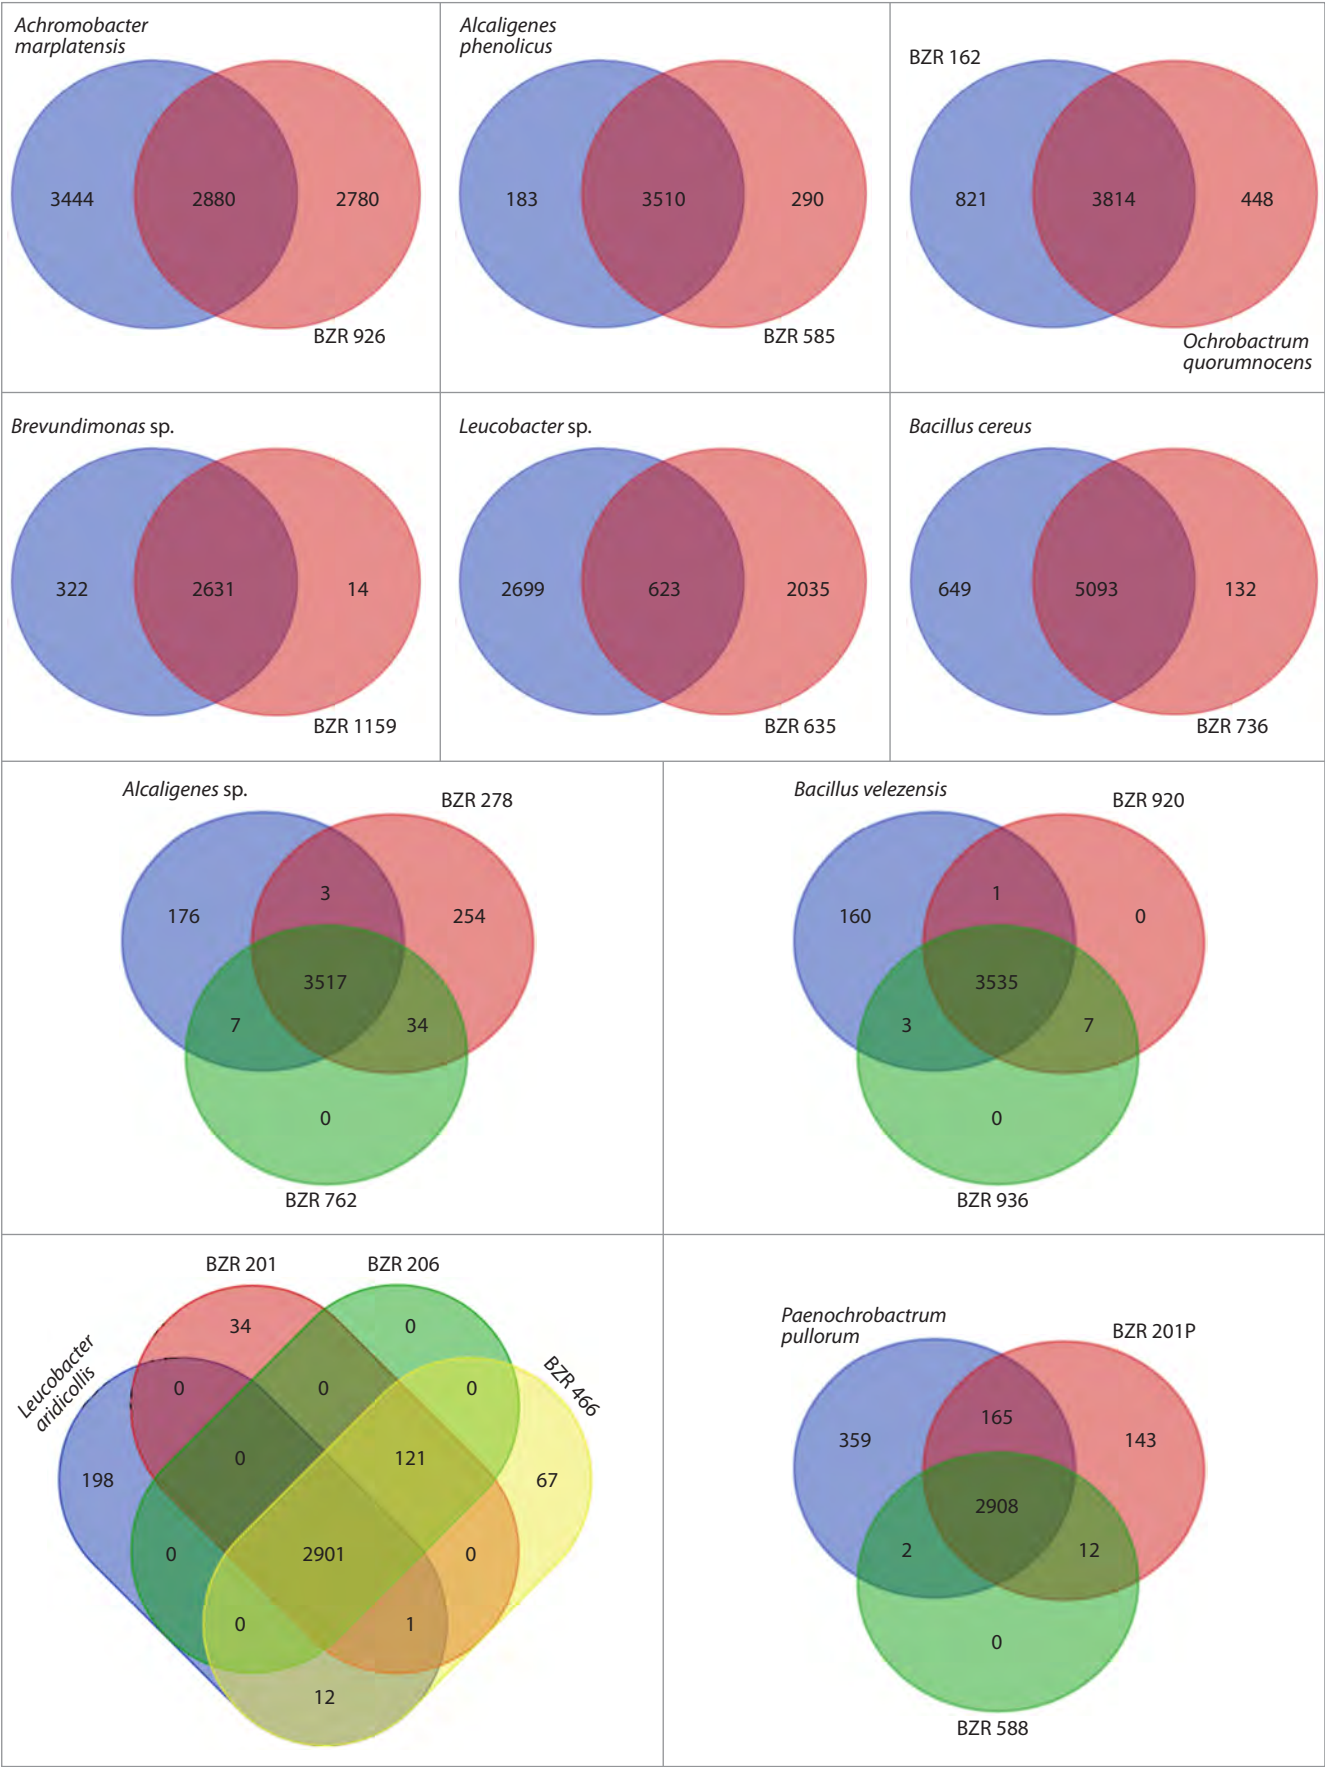 Achromobacter
marplatensis
3444
2880
2780
BZR 926
Alcaligenes
phenolicus
183
3510
290
BZR 585
BZR 162
821
3814
448
Ochrobactrum
quorumnocens
Brevundimonas sp.
322
2631
14
BZR 1159
Leucobacter sp.
2699
623
2035
BZR 635
Bacillus cereus
649
5093
132
BZR 736
Alcaligenes sp.
BZR 278
3
176
254
3517
7
34
0
BZR 762
Bacillus velezensis
BZR 920
1
160
0
3535
3
7
0
BZR 936
BZR 201
BZR 206
Leucobacter
aridicollis
BZR 466
34
0
0
0
0
0
121
198
67
0
2901
0
0
1
12
Paenochrobactrum
pullorum
BZR 201P
165
359
143
2908
2
12
0
BZR 588